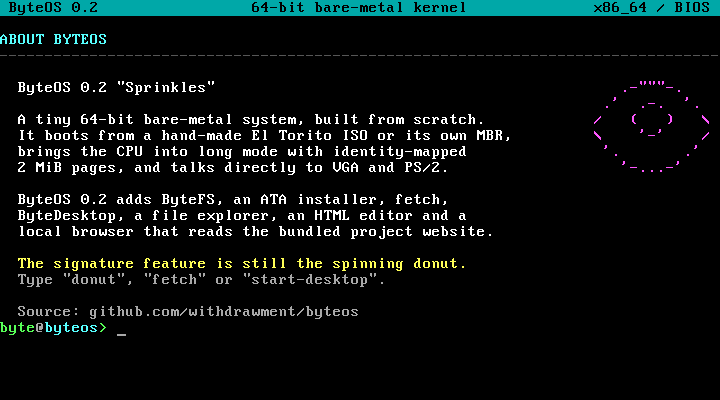 ByteOS 0.2 64-bit bare-metal kernel x86_64 / BIOS
ABOUT BYTEOS
ByteOS 0.2 "Sprinkles"
A tiny 64-bit bare-metal system, built from scratch.
It boots from a hand-made El Torito ISO or its own MBR,
brings the CPU into long mode with identity-mapped
2 MiB pages, and talks directly to VGA and PS/2.
ByteOS 0.2 adds ByteFS, an ATA installer, fetch,
ByteDesktop, a file explorer, an HTML editor and a
local browser that reads the bundled project website.
The signature feature is still the spinning donut.
Type "donut", "fetch" or "start-desktop".
Source: github.com/withdrawment/byteos
byte@byteos> _